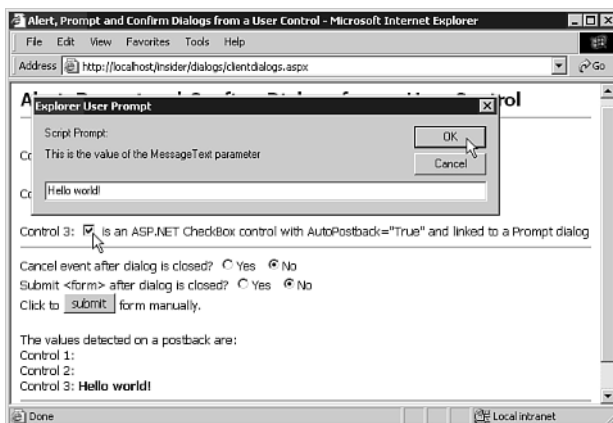 Alert, Prompt and Confirm Dialogs from a User Control - Microsoft Internet Explorer
File Edit View Favorites Tools Help
Address http://localhost/insider/dialogs/clientdialogs.aspx Go
Explorer User Prompt
Script Prompt:
OK
This is the value of the MessageText parameter
Cancel
Hello world!
Control 3: is an ASP.NET CheckBox control with AutoPostback="True" and linked to a Prompt dialog
Cancel event after dialog is closed? Yes No
Submit <form> after dialog is closed? Yes No
Click to submit form manually.
The values detected on a postback are:
Control 1:
Control 2:
Control 3: Hello world!
Done Local intranet